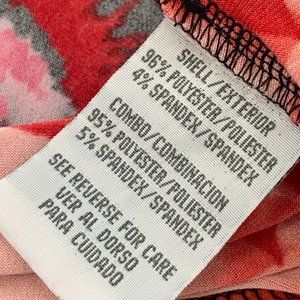 SHELL/EXTERIOR
96% POLYESTER/POLIESTER
4% SPANDEX/SPANDEX
COMBO/COMBINACION
95% POLYESTER/POLIESTER
5% SPANDEX/SPANDEX
SEE REVERSE FOR CARE
VER AL DORSO
PARA CUIDADO